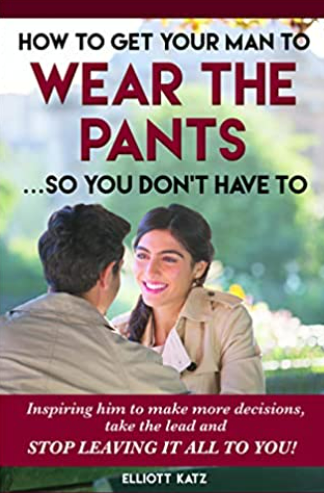 HOW TO GET YOUR MAN TO
WEAR THE
PANTS
...SO YOU DON'T HAVE TO
Inspiring him to make more decisions,
take the lead and
STOP LEAVING IT ALL TO YOU!
ELLIOTT KATZ